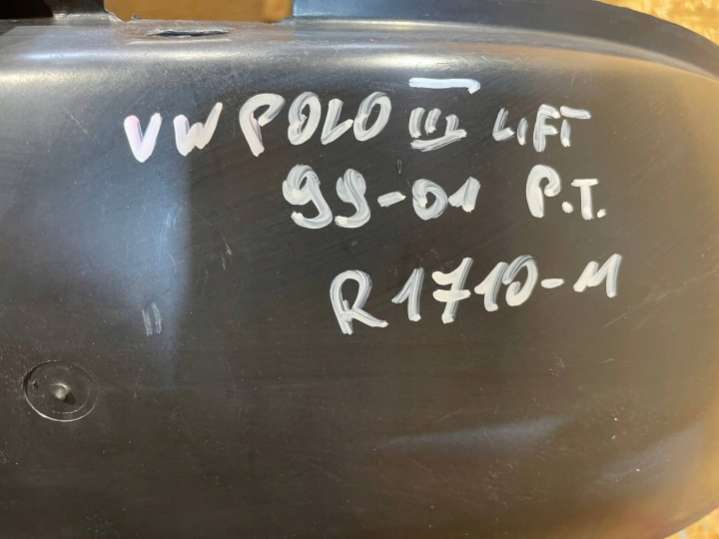 VW POLO III LIFT
99-01 P.T.
R1710-M